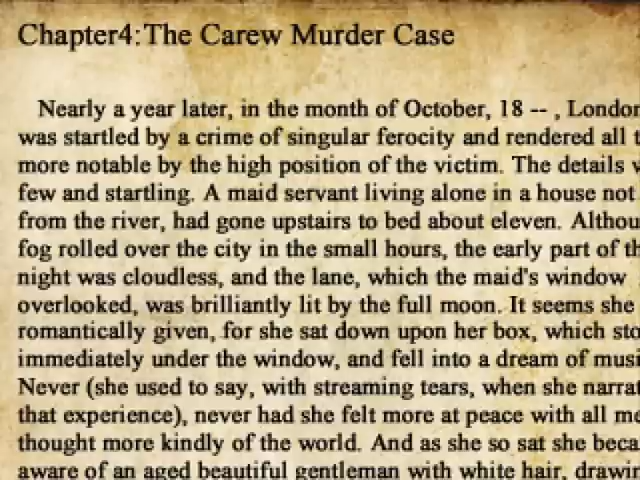 Chapter4:The Carew Murder Case
Nearly a year later, in the month of October, 18 -- , London
was startled by a crime of singular ferocity and rendered all t
more notable by the high position of the victim. The details w
few and startling. A maid servant living alone in a house not
from the river, had gone upstairs to bed about eleven. Althou
fog rolled over the city in the small hours, the early part of th
night was cloudless, and the lane, which the maid's window
overlooked, was brilliantly lit by the full moon. It seems she
romantically given, for she sat down upon her box, which sto
immediately under the window, and fell into a dream of musi
Never (she used to say, with streaming tears, when she narrat
that experience), never had she felt more at peace with all me
thought more kindly of the world. And as she so sat she beca
aware of an aged beautiful gentleman with white hair, drawin